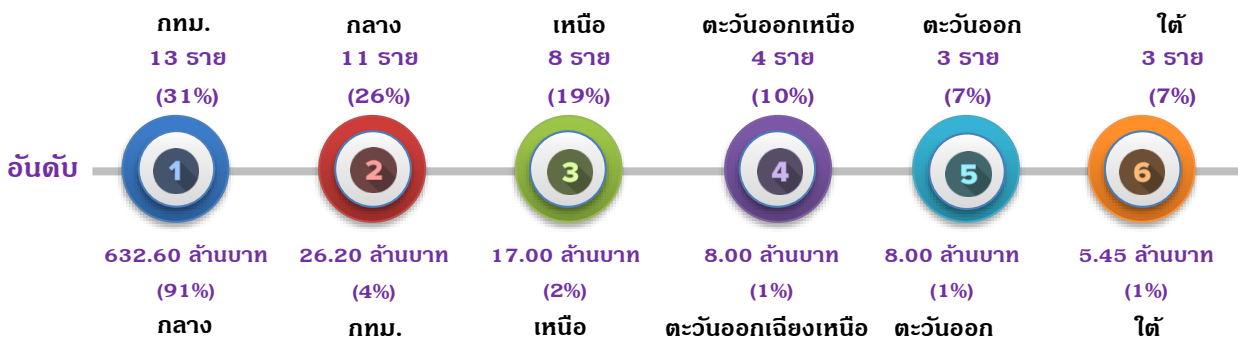 กทม. กลาง เหนือ ตะวันออกเหนือ ตะวันออก ใต้
13 ราย 11 ราย 8 ราย 4 ราย 3 ราย 3 ราย
(31%) (26%) (19%) (10%) (7%) (7%)
อันดับ 1 2 3 4 5 6
632.60 ล้านบาท 26.20 ล้านบาท 17.00 ล้านบาท 8.00 ล้านบาท 8.00 ล้านบาท 5.45 ล้านบาท
(91%) (4%) (2%) (1%) (1%) (1%)
กลาง กทม. เหนือ ตะวันออกเฉียงเหนือ ตะวันออก ใต้